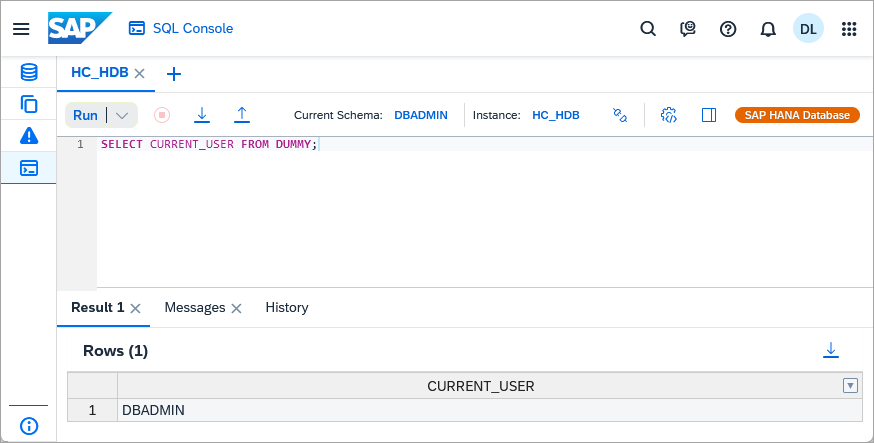 SAP SQL Console DL
HC_HDB
Run Current Schema: DBADMIN Instance: HC_HDB SAP HANA Database
1 SELECT CURRENT_USER FROM DUMMY;
Result 1 Messages History
Rows (1)
CURRENT_USER
1 DBADMIN